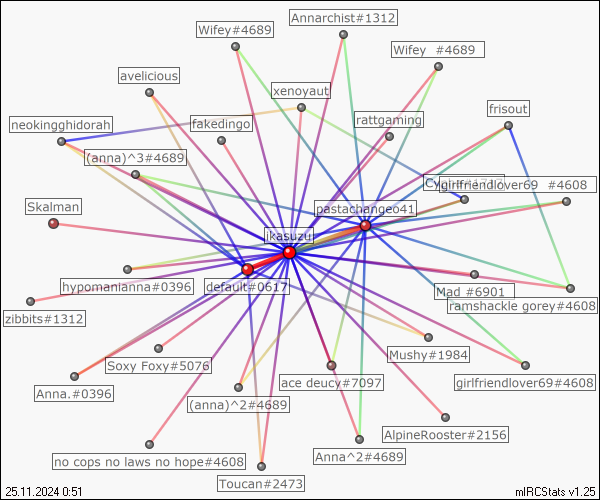 Annarchist#1312
Wifey#4689
Wifey #4689
avelicious
xenoyaut
frisout
neokingghidorah
fakedingo
rattgaming
(anna)^3#4689
girlfriendlover69 #4608
Skalman
pastachangeo41
ikasuzu
hypomanianna#0396
default#0617
Mad #6901
ramshackle gorey#4608
zibbits#1312
Mushy#1984
Soxy Foxy#5076
ace deucy#7097
girlfriendlover69#4608
Anna.#0396
(anna)^2#4689
AlpineRooster#2156
Anna^2#4689
no cops no laws no hope#4608
Toucan#2473
25.11.2024 0:51
mIRCStats v1.25